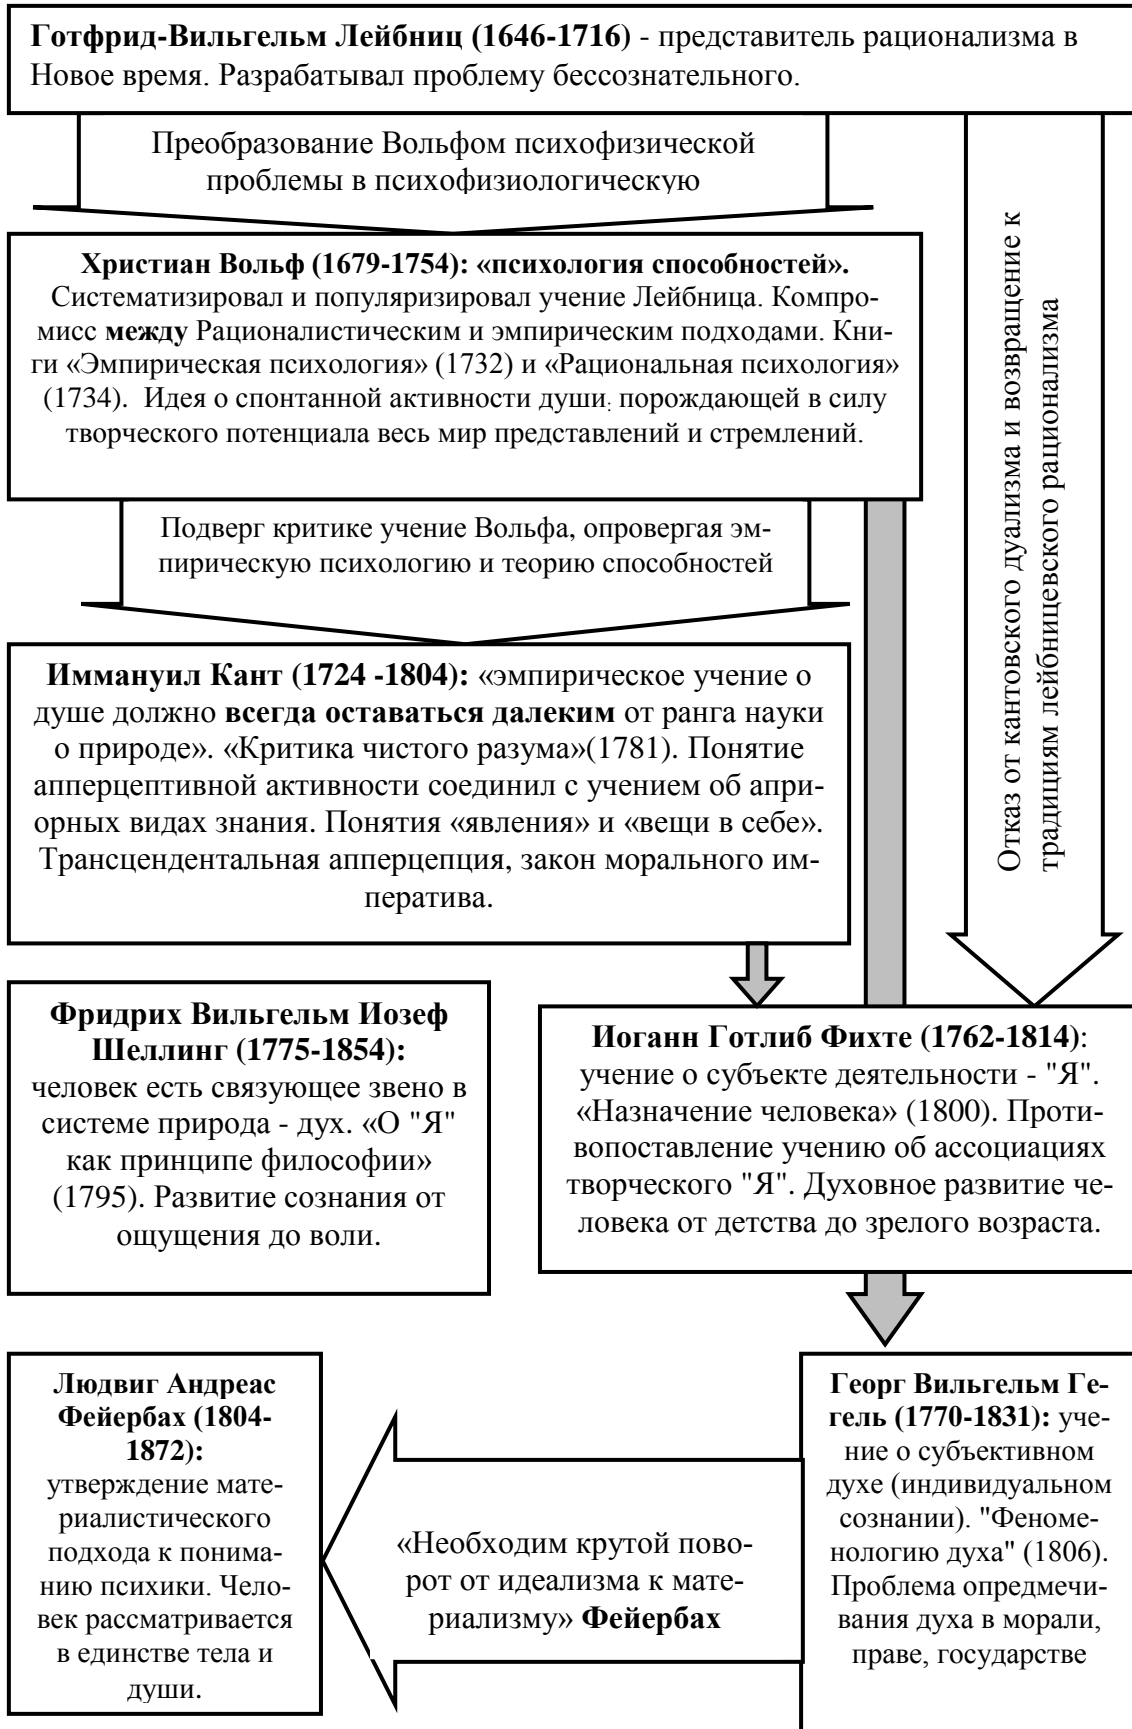 Готфрид-Вильгельм Лейбниц (1646-1716) - представитель рационализма в
Новое время. Разрабатывал проблему бессознательного.
Преобразование Вольфом психофизической
проблемы в психофизиологическую
Христиан Вольф (1679-1754): «психология способностей».
Систематизировал и популяризировал учение Лейбница. Компро-
мисс между Рационалистическим и эмпирическим подходами. Кни-
ги «Эмпирическая психология» (1732) и «Рациональная психология»
(1734). Идея о спонтанной активности души: порождающей в силу
творческого потенциала весь мир представлений и стремлений.
Отказ от кантовского дуализма и возвращение к
традициям лейбницевского рационализма
Подверг критике учение Вольфа, опровергая эм-
пирическую психологию и теорию способностей
Иммануил Кант (1724 -1804): «эмпирическое учение о
душе должно всегда оставаться далеким от ранга науки
о природе». «Критика чистого разума»(1781). Понятие
апперцептивной активности соединил с учением об апри-
орных видах знания. Понятия «явления» и «вещи в себе».
Трансцендентальная апперцепция, закон морального им-
ператива.
Фридрих Вильгельм Иозеф
Шеллинг (1775-1854):
человек есть связующее звено в
системе природа - дух. «О "Я"
как принципе философии»
(1795). Развитие сознания от
ощущения до воли.
Иоганн Готлиб Фихте (1762-1814):
учение о субъекте деятельности - "Я".
«Назначение человека» (1800). Проти-
вопоставление учению об ассоциациях
творческого "Я". Духовное развитие че-
ловека от детства до зрелого возраста.
Людвиг Андреас
Фейербах (1804-
1872):
утверждение мате-
риалистического
подхода к понима-
нию психики. Чело-
век рассматривается
в единстве тела и
души.
«Необходим крутой пово-
рот от идеализма к мате-
риализму» Фейербах
Георг Вильгельм Ге-
гель (1770-1831): уче-
ние о субъективном
духе (индивидуальном
сознании). "Феноме-
нологию духа" (1806).
Проблема опредмечи-
вания духа в морали,
праве, государстве